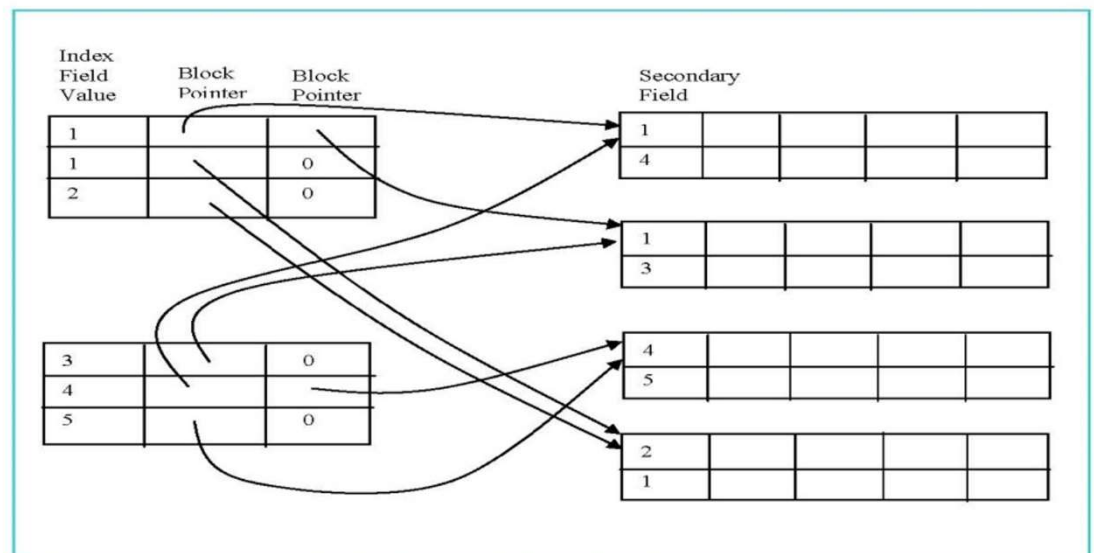 Index
Field
Value
Block
Pointer
Block
Pointer
Secondary
Field
1
1 0
2 0
3 0
4
5 0
1
4
1
3
4
5
2
1